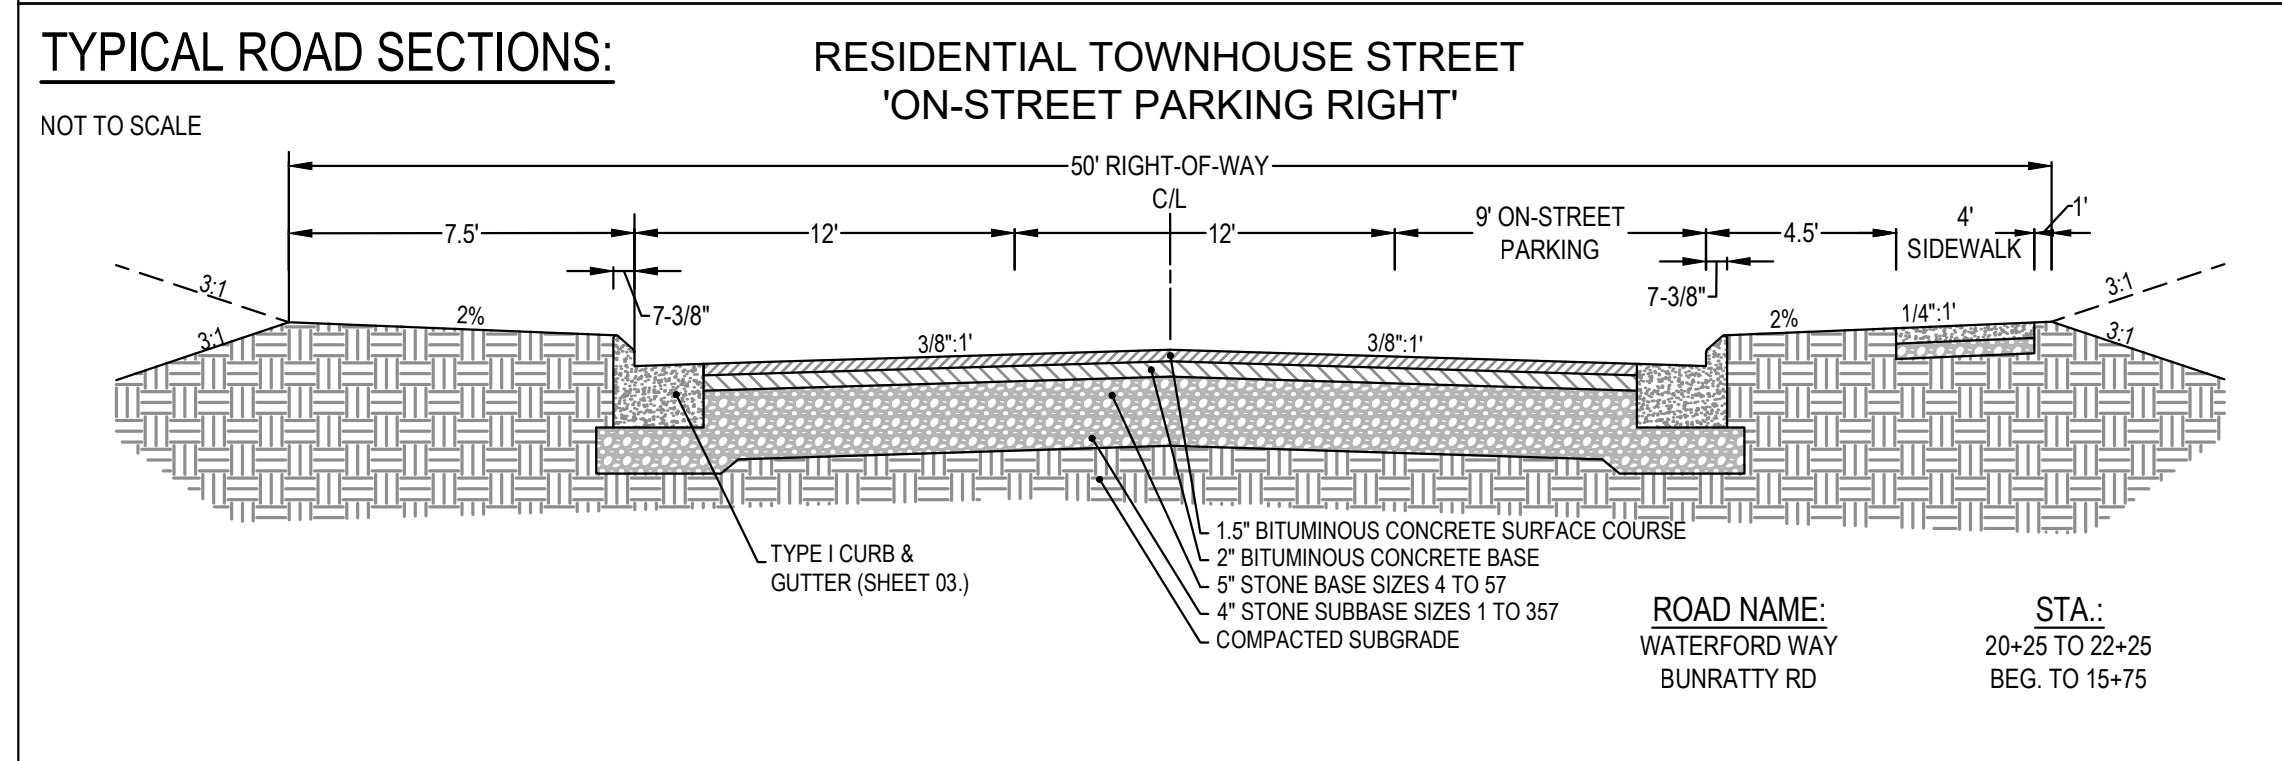 TYPICAL ROAD SECTIONS:
NOT TO SCALE
RESIDENTIAL TOWNHOUSE STREET
'ON-STREET PARKING RIGHT'
50' RIGHT-OF-WAY
C/L
7.5'
12'
12'
9' ON-STREET
PARKING
4.5'
4'
SIDEWALK
1'
7-3/8"
7-3/8"
3:1
3:1
2%
3/8":1'
3/8":1'
2%
1/4":1'
3:1
3:1
TYPE I CURB &
GUTTER (SHEET 03.)
1.5" BITUMINOUS CONCRETE SURFACE COURSE
2" BITUMINOUS CONCRETE BASE
5" STONE BASE SIZES 4 TO 57
4" STONE SUBBASE SIZES 1 TO 357
COMPACTED SUBGRADE
ROAD NAME:
WATERFORD WAY
BUNRATTY RD
STA.:
20+25 TO 22+25
BEG. TO 15+75